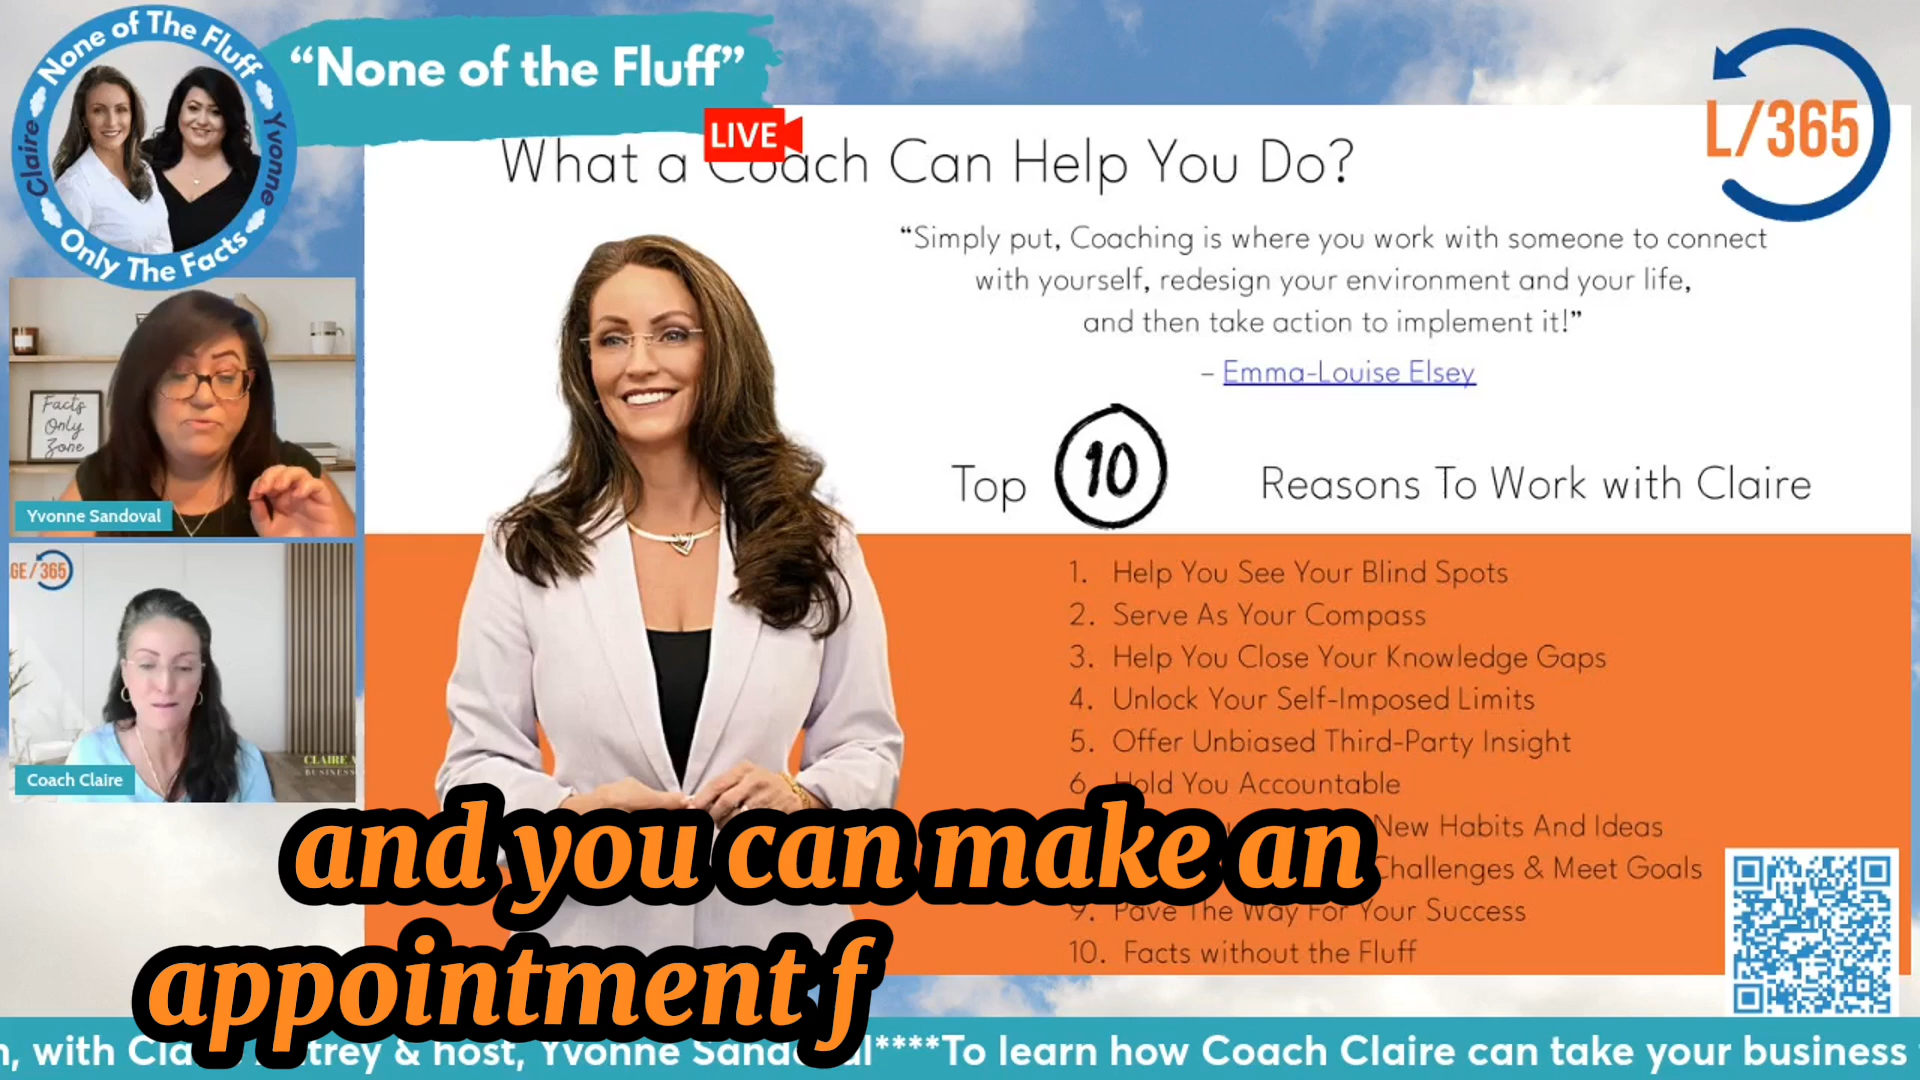 None of The Fluff
Claire
Yvonne
Only The Facts
“None of the Fluff”
LIVE
L/365
What a Coach Can Help You Do?
“Simply put, Coaching is where you work with someone to connect
with yourself, redesign your environment and your life,
and then take action to implement it!”
– Emma-Louise Elsey
Top 10 Reasons To Work with Claire
1. Help You See Your Blind Spots
2. Serve As Your Compass
3. Help You Close Your Knowledge Gaps
4. Unlock Your Self-Imposed Limits
5. Offer Unbiased Third-Party Insight
6. Hold You Accountable
New Habits And Ideas
Challenges & Meet Goals
9. Pave The Way For Your Success
10. Facts without the Fluff
Facts
Only
Zone
Yvonne Sandoval
GE/365
CLAIRE A
BUSINESS
Coach Claire
and you can make an
appointment f
, with & host, Yvonne Sandoval****To learn how Coach Claire can take your business